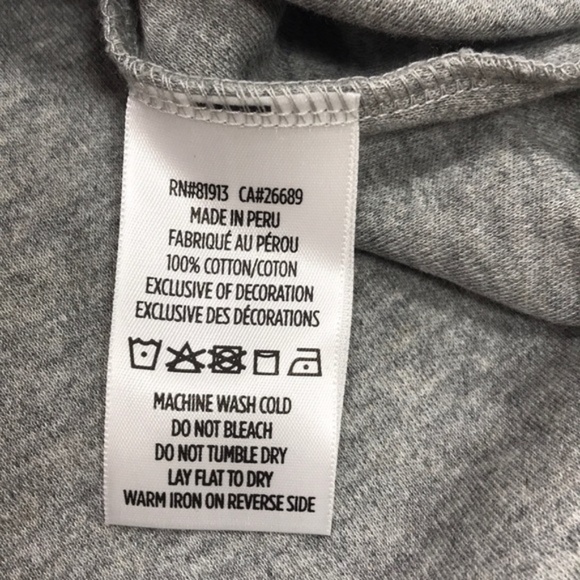 RN#81913 CA#26689
MADE IN PERU
FABRIQUÉ AU PÉROU
100% COTTON/COTON
EXCLUSIVE OF DECORATION
EXCLUSIVE DES DÉCORATIONS
MACHINE WASH COLD
DO NOT BLEACH
DO NOT TUMBLE DRY
LAY FLAT TO DRY
WARM IRON ON REVERSE SIDE